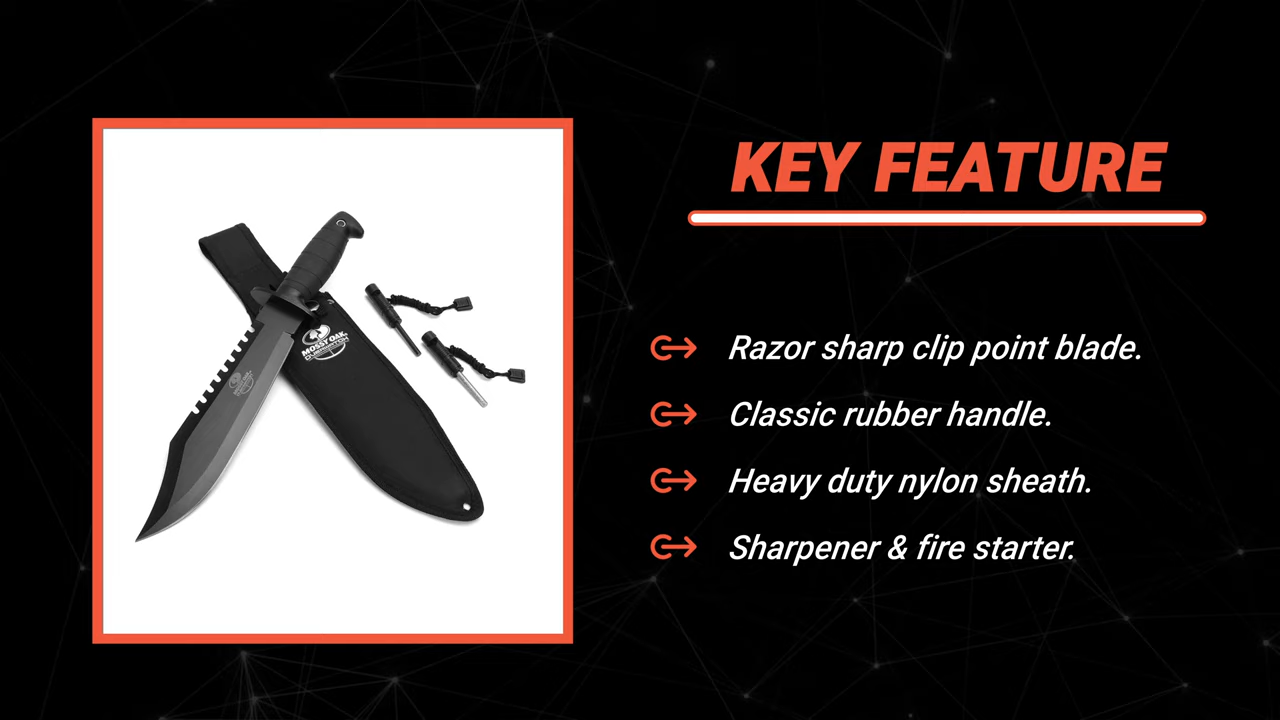 KEY FEATURE
MOSSY OAK
Razor sharp clip point blade.
Classic rubber handle.
Heavy duty nylon sheath.
Sharpener & fire starter.